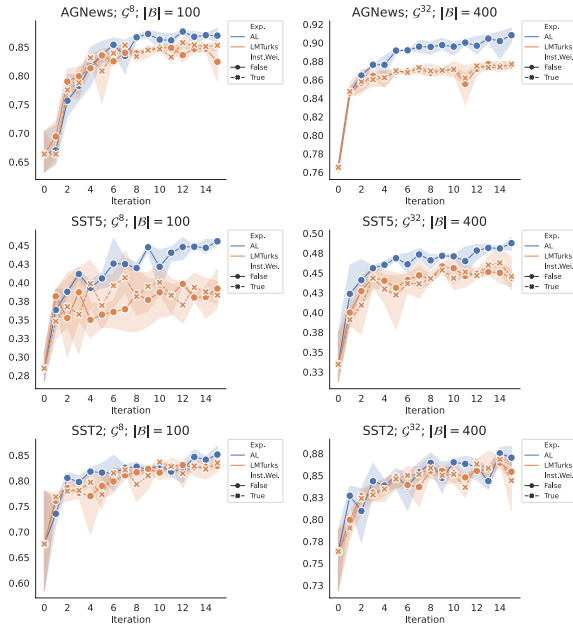 AGNews; 𝒢⁸; |ℬ| = 100
0.85
0.80
0.75
0.70
0.65
0 2 4 6 8 10 12 14
Iteration
Exp.
AL
LMTurks
Inst.Wei.
False
True
AGNews; 𝒢³²; |ℬ| = 400
0.92
0.90
0.88
0.86
0.84
0.82
0.80
0.78
0.76
0 2 4 6 8 10 12 14
Iteration
Exp.
AL
LMTurks
Inst.Wei.
False
True
SST5; 𝒢⁸; |ℬ| = 100
0.45
0.43
0.40
0.38
0.35
0.33
0.30
0.28
0 2 4 6 8 10 12 14
Iteration
Exp.
AL
LMTurks
Inst.Wei.
False
True
SST5; 𝒢³²; |ℬ| = 400
0.50
0.47
0.45
0.43
0.40
0.38
0.35
0.33
0 2 4 6 8 10 12 14
Iteration
Exp.
AL
LMTurks
Inst.Wei.
False
True
SST2; 𝒢⁸; |ℬ| = 100
0.85
0.80
0.75
0.70
0.65
0.60
0 2 4 6 8 10 12 14
Iteration
Exp.
AL
LMTurks
Inst.Wei.
False
True
SST2; 𝒢³²; |ℬ| = 400
0.88
0.85
0.83
0.80
0.78
0.75
0.73
0 2 4 6 8 10 12 14
Iteration
Exp.
AL
LMTurks
Inst.Wei.
False
True